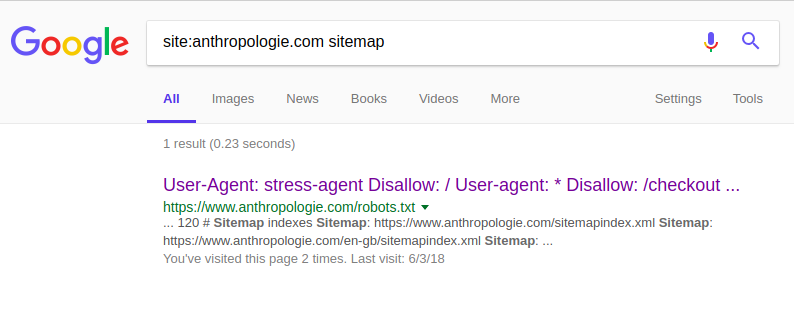 Google
site:anthropologie.com sitemap
All Images News Books Videos More Settings Tools
1 result (0.23 seconds)
User-Agent: stress-agent Disallow: / User-agent: * Disallow: /checkout ...
https://www.anthropologie.com/robots.txt
... 120 # Sitemap indexes Sitemap: https://www.anthropologie.com/sitemapindex.xml Sitemap:
https://www.anthropologie.com/en-gb/sitemapindex.xml Sitemap: ...
You've visited this page 2 times. Last visit: 6/3/18